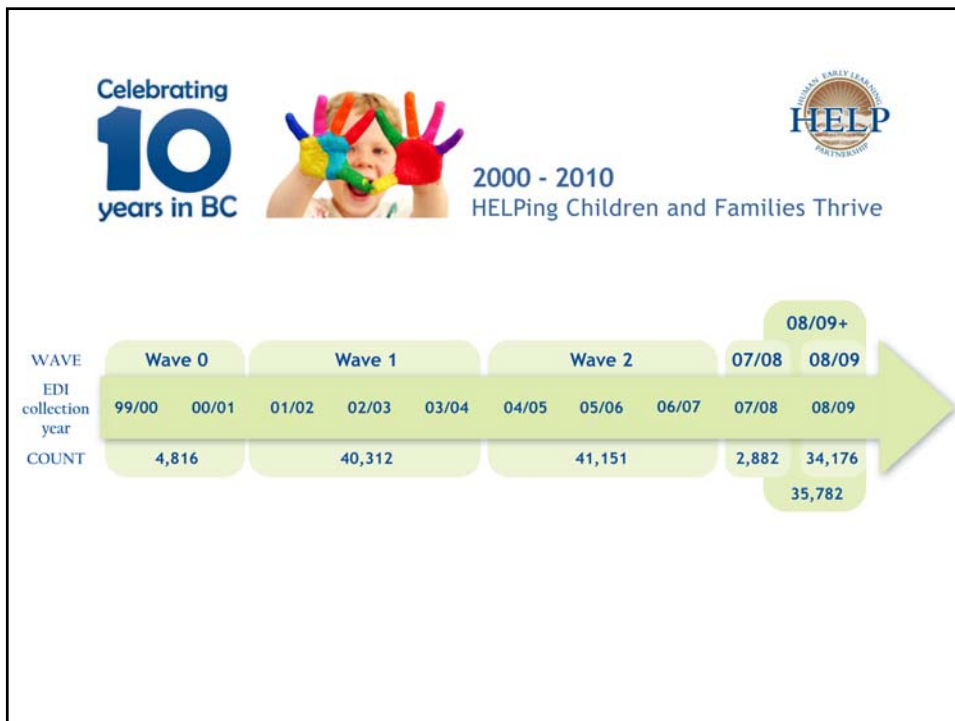 Celebrating
10
years in BC
HUMAN EARLY LEARNING
HELP
PARTNERSHIP
2000 - 2010
HELPing Children and Families Thrive
08/09+
WAVE Wave 0 Wave 1 Wave 2 07/08 08/09
EDI
collection
year
99/00 00/01 01/02 02/03 03/04 04/05 05/06 06/07 07/08 08/09
COUNT 4,816 40,312 41,151 2,882 34,176
35,782